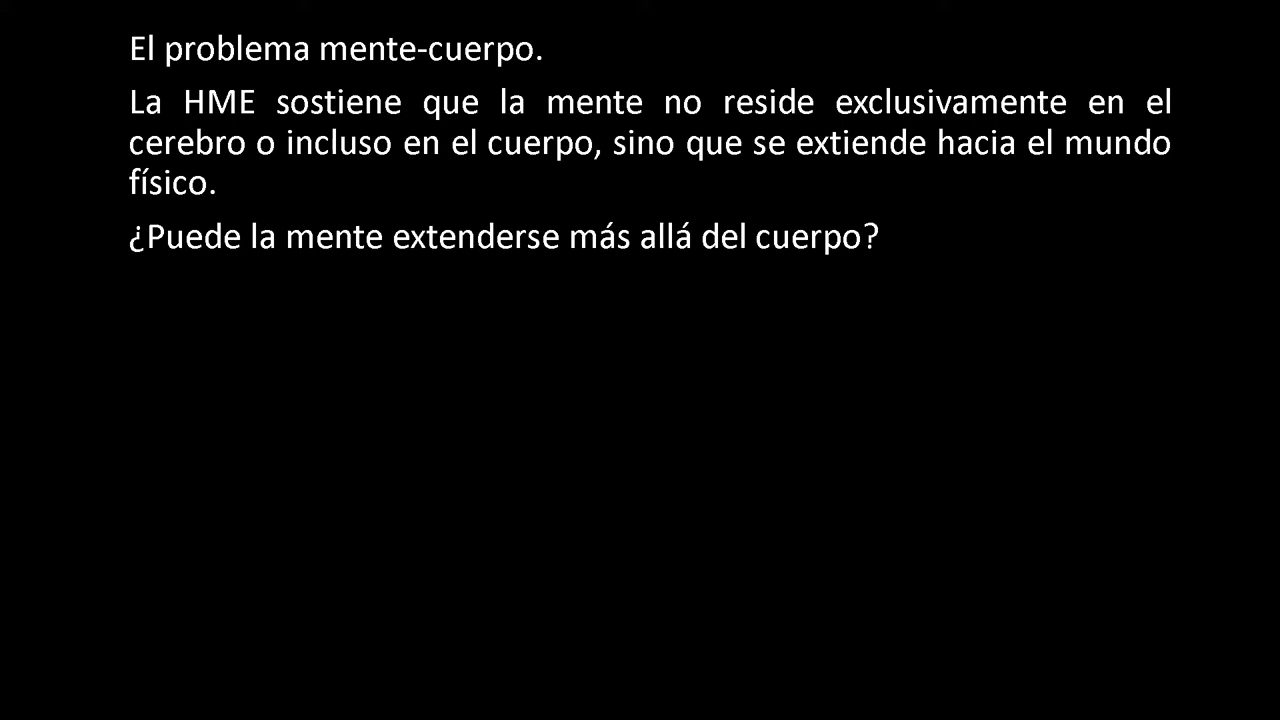 El problema mente-cuerpo.
La HME sostiene que la mente no reside exclusivamente en el
cerebro o incluso en el cuerpo, sino que se extiende hacia el mundo
físico.
¿Puede la mente extenderse más allá del cuerpo?